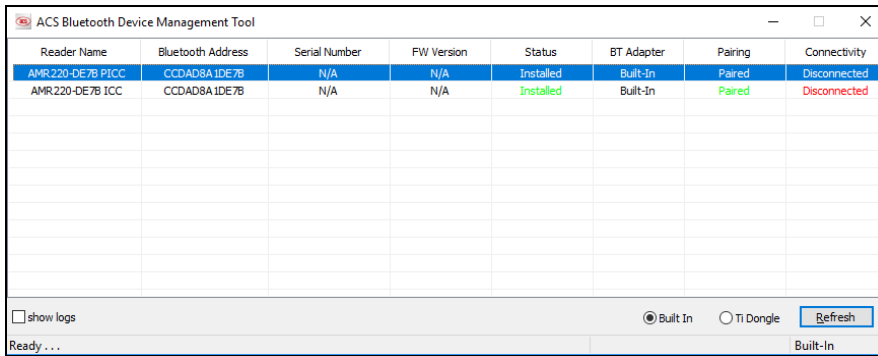 ACS Bluetooth Device Management Tool
Reader Name Bluetooth Address Serial Number FW Version Status BT Adapter Pairing Connectivity
AMR220-DE7B PICC CCDAD8A1DE7B N/A N/A Installed Built-In Paired Disconnected
AMR220-DE7B ICC CCDAD8A1DE7B N/A N/A Installed Built-In Paired Disconnected
show logs Built In Ti Dongle Refresh
Ready . . . Built-In